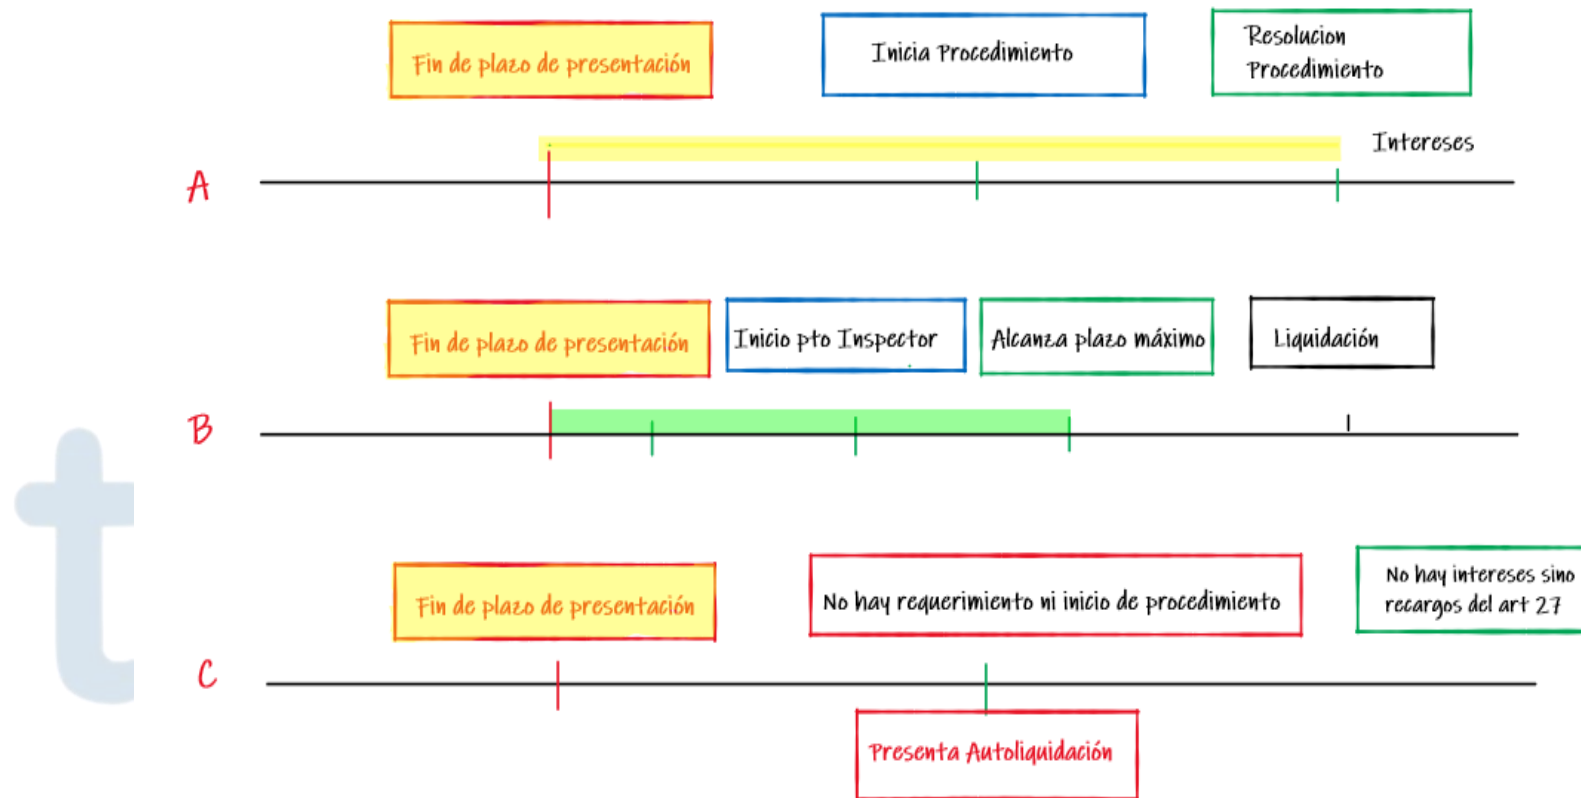 Fin de plazo de presentación
Inicia Procedimiento
Resolucion
Procedimiento
Intereses
A
Fin de plazo de presentación
Inicio pto Inspector
Alcanza plazo máximo
Liquidación
B
t
Fin de plazo de presentación
No hay requerimiento ni inicio de procedimiento
No hay intereses sino
recargos del art 27
C
Presenta Autoliquidación